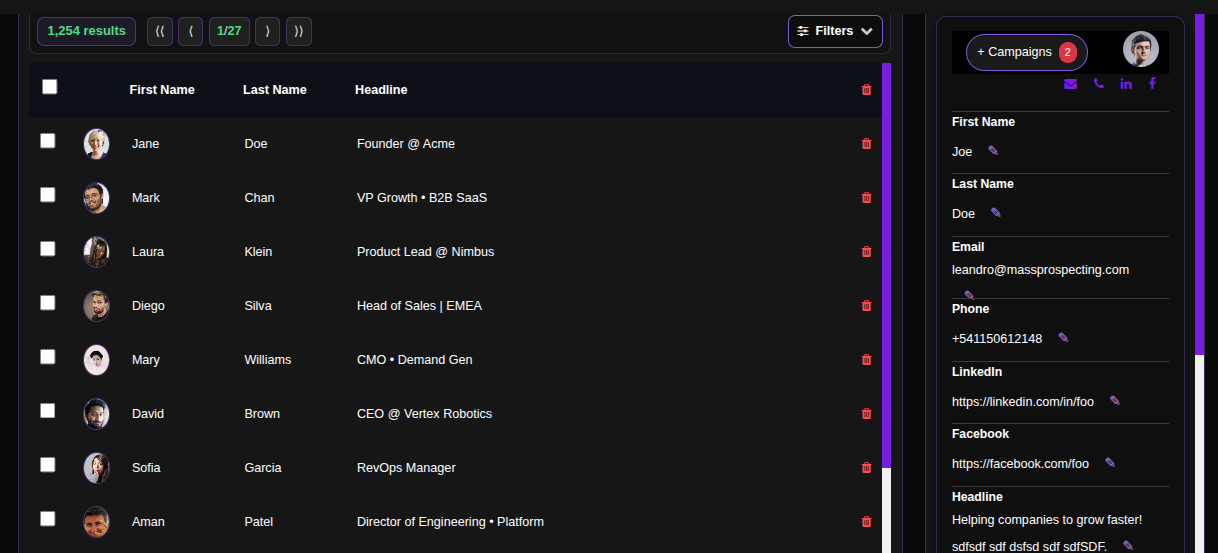 1,254 results ⟨⟨ ⟨ 1/27 ⟩ ⟩⟩ Filters
First Name Last Name Headline
Jane Doe Founder @ Acme
Mark Chan VP Growth • B2B SaaS
Laura Klein Product Lead @ Nimbus
Diego Silva Head of Sales | EMEA
Mary Williams CMO • Demand Gen
David Brown CEO @ Vertex Robotics
Sofia Garcia RevOps Manager
Aman Patel Director of Engineering • Platform
+ Campaigns 2
First Name
Joe
Last Name
Doe
Email
leandro@massprospecting.com
Phone
+541150612148
LinkedIn
https://linkedin.com/in/foo
Facebook
https://facebook.com/foo
Headline
Helping companies to grow faster!
sdfsdf sdf dsfsd sdf sdfSDF.